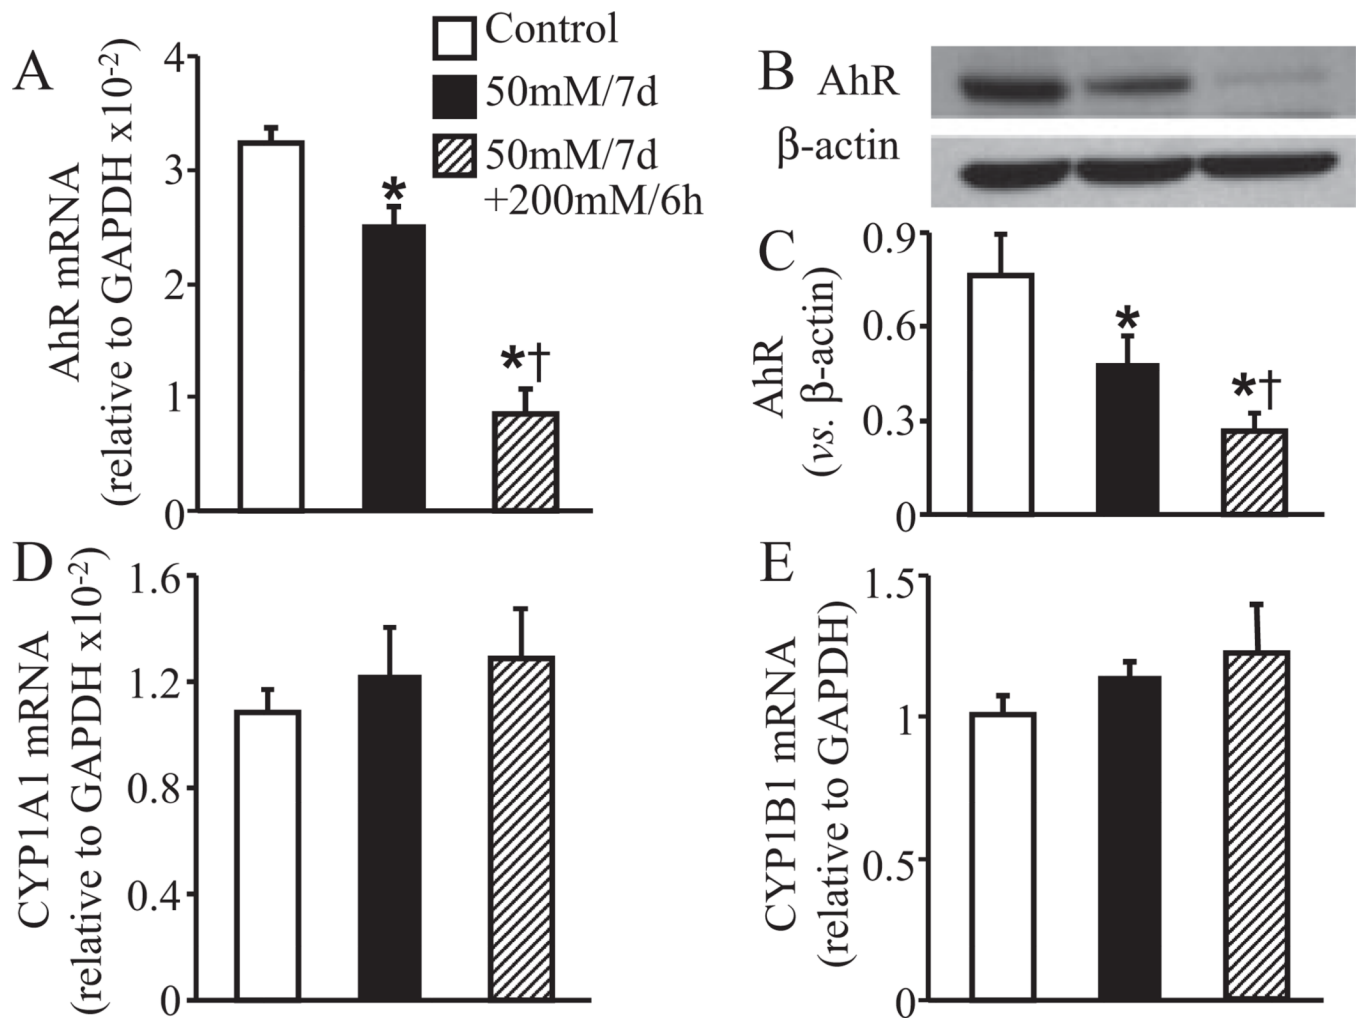 A
AhR mRNA
(relative to GAPDH x10⁻²)
4
3
2
1
0
*
*†
Control
50mM/7d
50mM/7d
+200mM/6h
B
AhR
β-actin
C
AhR
(vs. β-actin)
0.9
0.6
0.3
0
*
*†
D
CYP1A1 mRNA
(relative to GAPDH x10⁻²)
1.6
1.2
0.8
0.4
0
E
CYP1B1 mRNA
(relative to GAPDH)
1.5
1
0.5
0